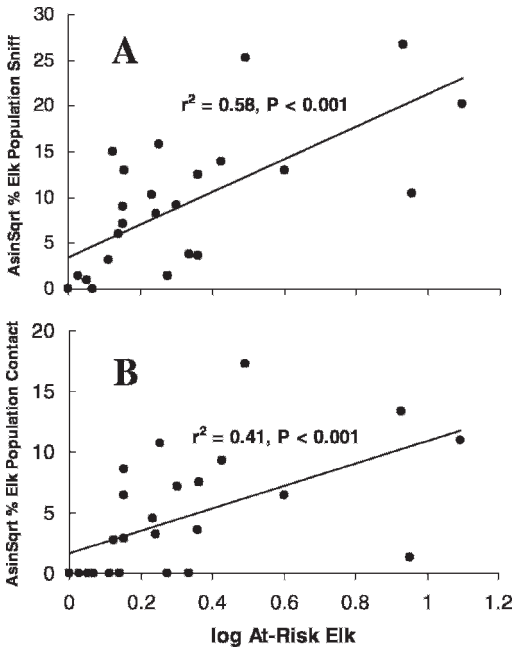 30
25
20
15
10
5
0
AsinSqrt % Elk Population Sniff
A
r² = 0.58, P < 0.001
20
15
10
5
0
AsinSqrt % Elk Population Contact
B
r² = 0.41, P < 0.001
0 0.2 0.4 0.6 0.8 1 1.2
log At-Risk Elk